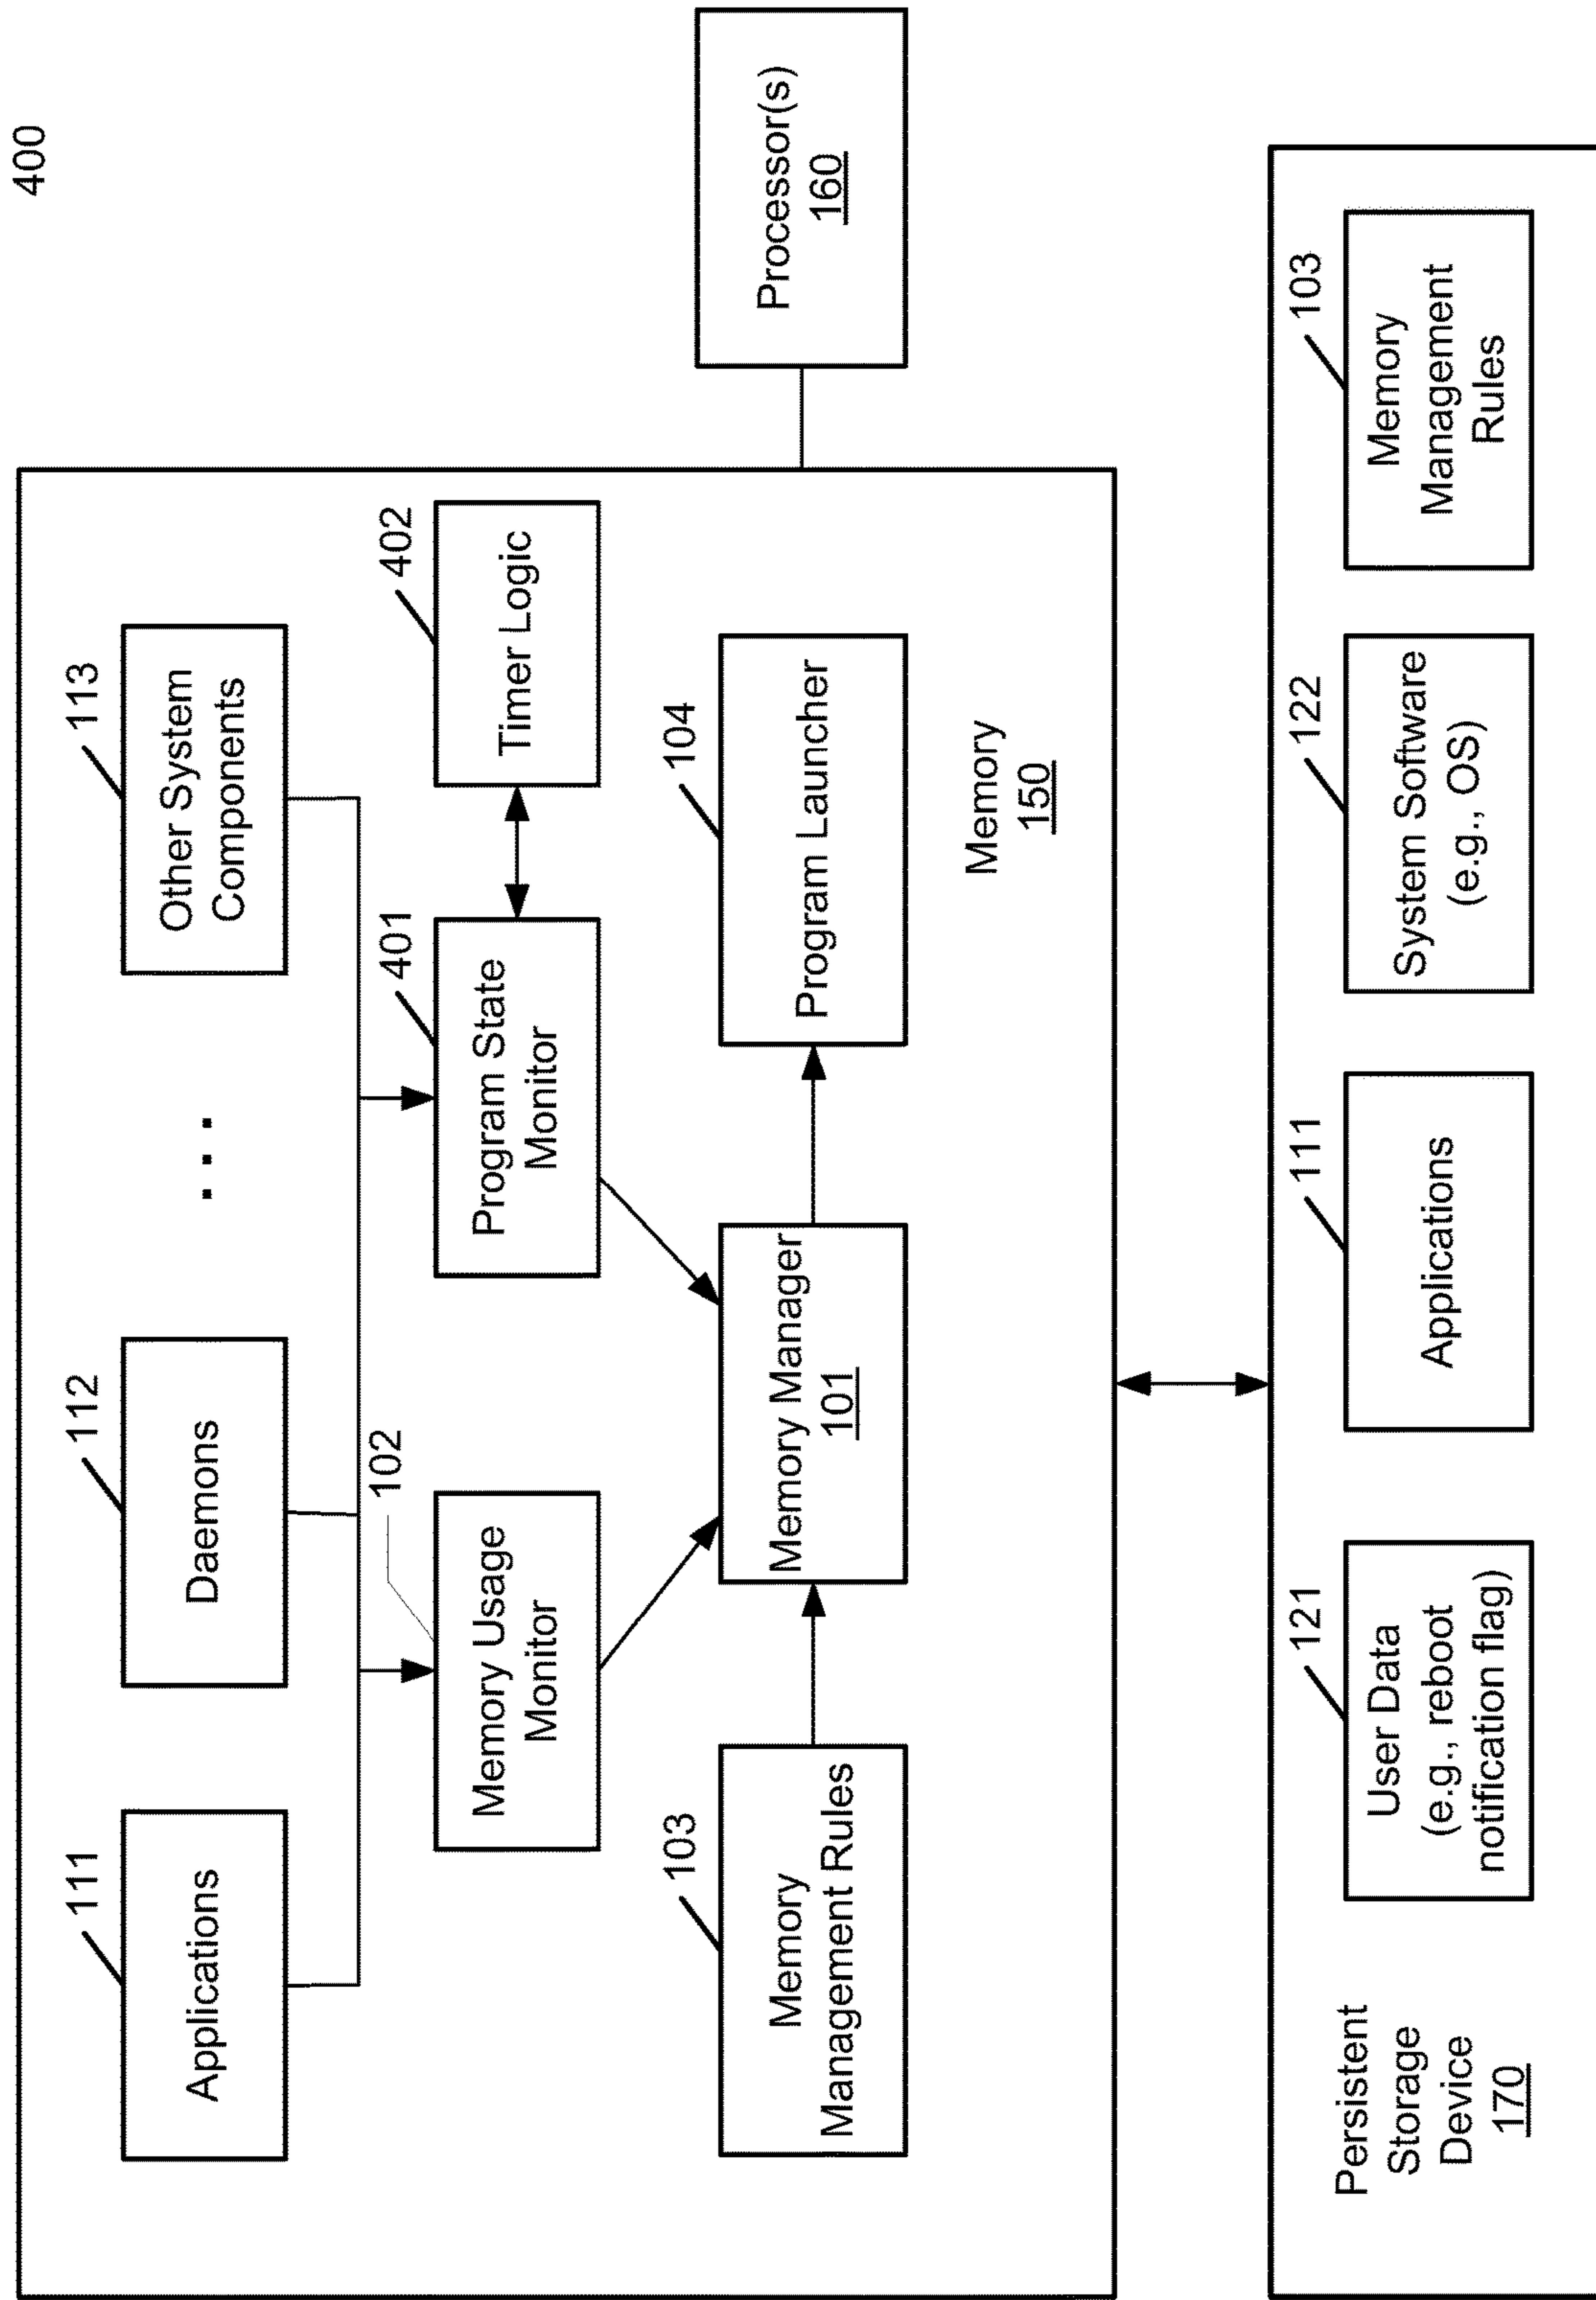 400
111
Applications
112
Daemons
. . .
113
Other System
Components
102
Memory Usage
Monitor
401
Program State
Monitor
402
Timer Logic
103
Memory
Management Rules
Memory Manager
101
104
Program Launcher
Memory
150
Processor(s)
160
Persistent
Storage
Device
170
121
User Data
(e.g., reboot
notification flag)
111
Applications
122
System Software
(e.g., OS)
103
Memory
Management
Rules